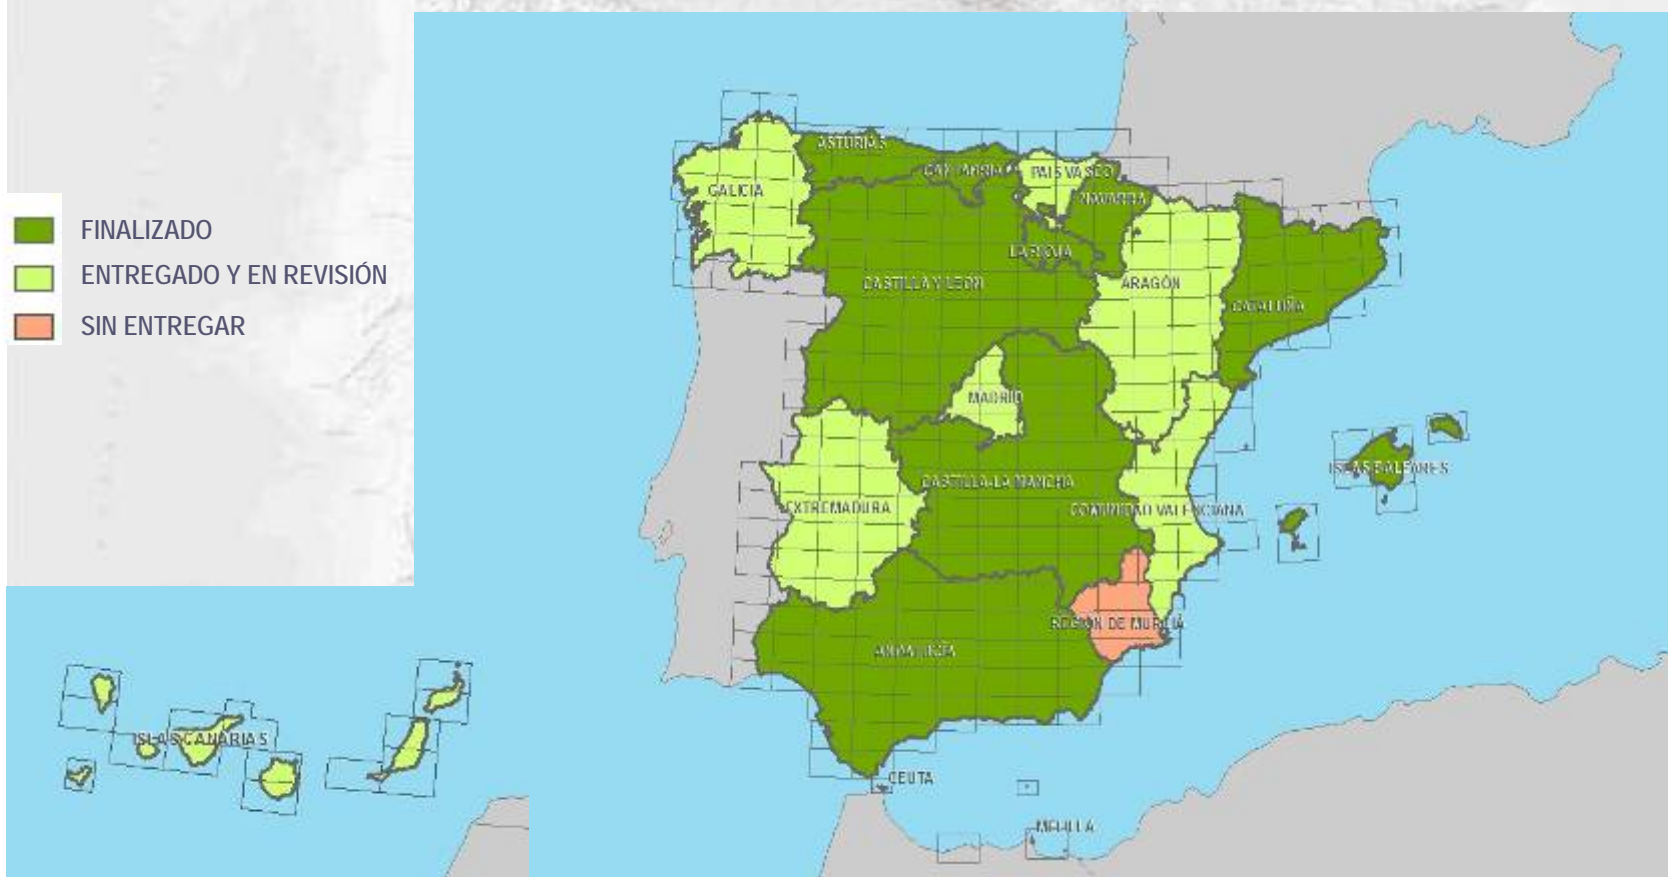 FINALIZADO
ENTREGADO Y EN REVISIÓN
SIN ENTREGAR
ASTURIAS
CANTABRIA
PAIS VASCO
GALICIA
NAVARRA
LA RIOJA
CASTILLA Y LEÓN
ARAGÓN
CATALUÑA
MADRID
ISLAS BALEARES
CASTILLA-LA MANCHA
EXTREMADURA
COMUNIDAD VALENCIANA
REGIÓN DE MURCIA
ANDALUCÍA
ISLAS CANARIAS
CEUTA
MELILLA